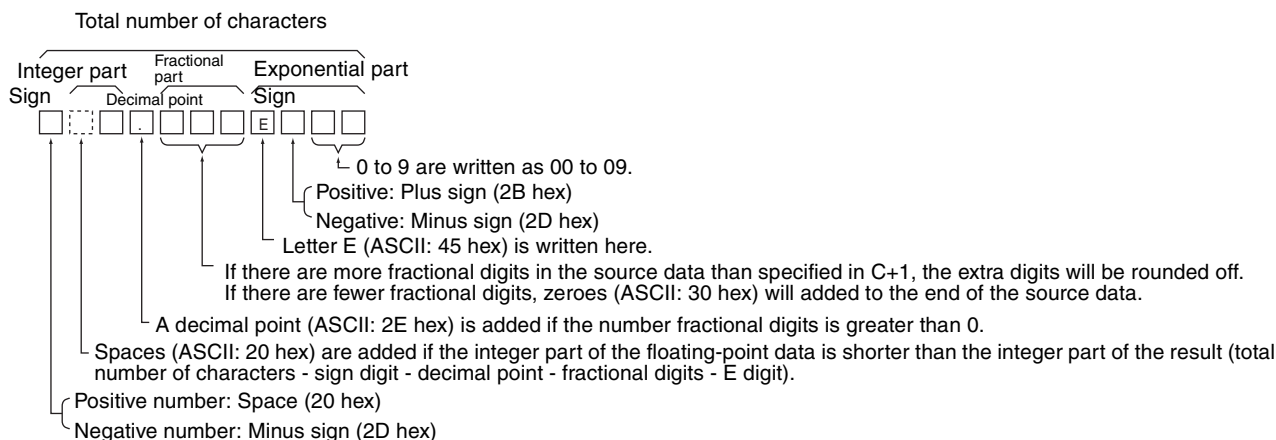 Total number of characters
Integer part
Fractional
part
Exponential part
Sign
Decimal point
Sign
.
E
0 to 9 are written as 00 to 09.
Positive: Plus sign (2B hex)
Negative: Minus sign (2D hex)
Letter E (ASCII: 45 hex) is written here.
If there are more fractional digits in the source data than specified in C+1, the extra digits will be rounded off.
If there are fewer fractional digits, zeroes (ASCII: 30 hex) will added to the end of the source data.
A decimal point (ASCII: 2E hex) is added if the number fractional digits is greater than 0.
Spaces (ASCII: 20 hex) are added if the integer part of the floating-point data is shorter than the integer part of the result (total
number of characters - sign digit - decimal point - fractional digits - E digit).
Positive number: Space (20 hex)
Negative number: Minus sign (2D hex)